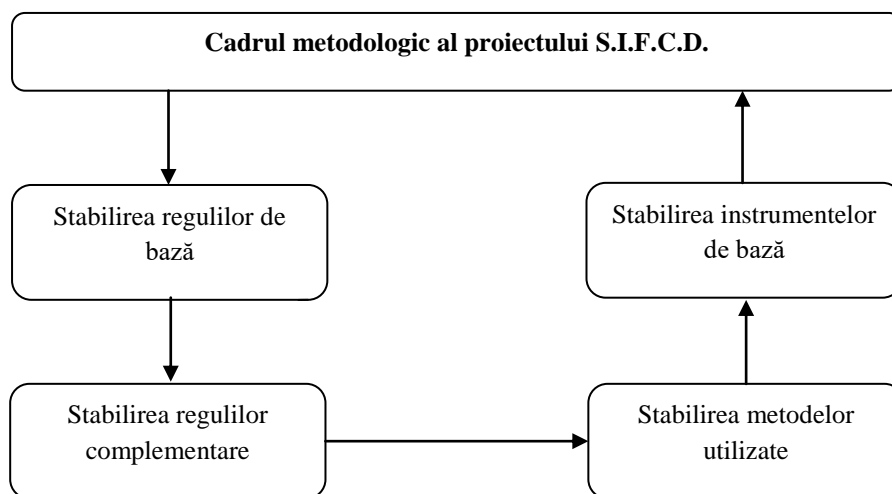 Cadrul metodologic al proiectului S.I.F.C.D.
Stabilirea regulilor de
bază
Stabilirea instrumentelor
de bază
Stabilirea regulilor
complementare
Stabilirea metodelor
utilizate